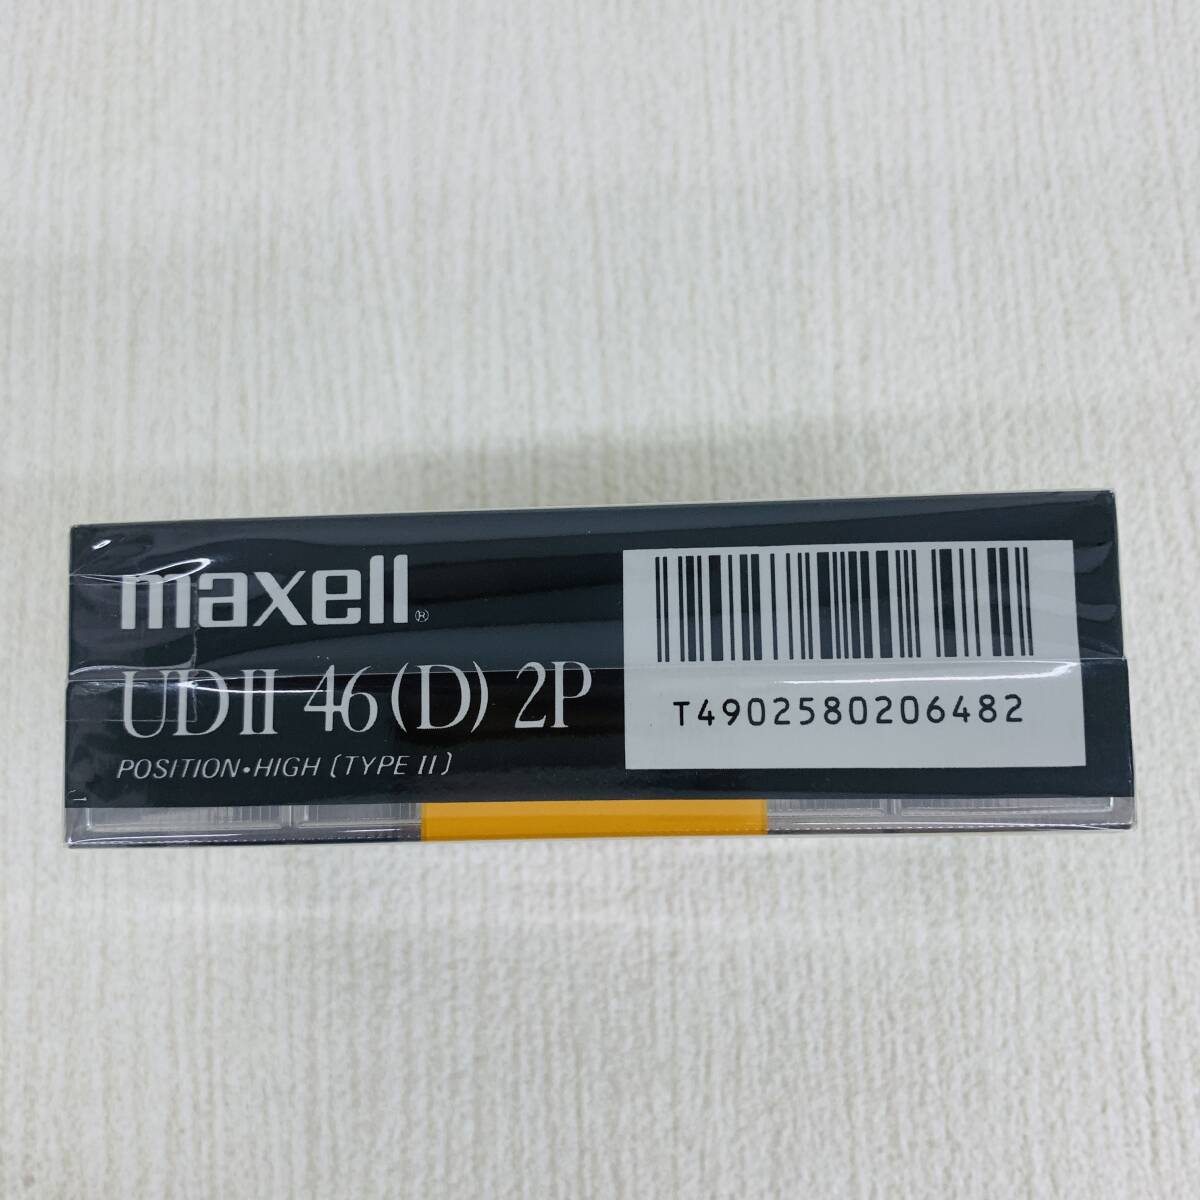 maxell®
UDII 46 (D) 2P
POSITION•HIGH [TYPE II]
T4902580206482